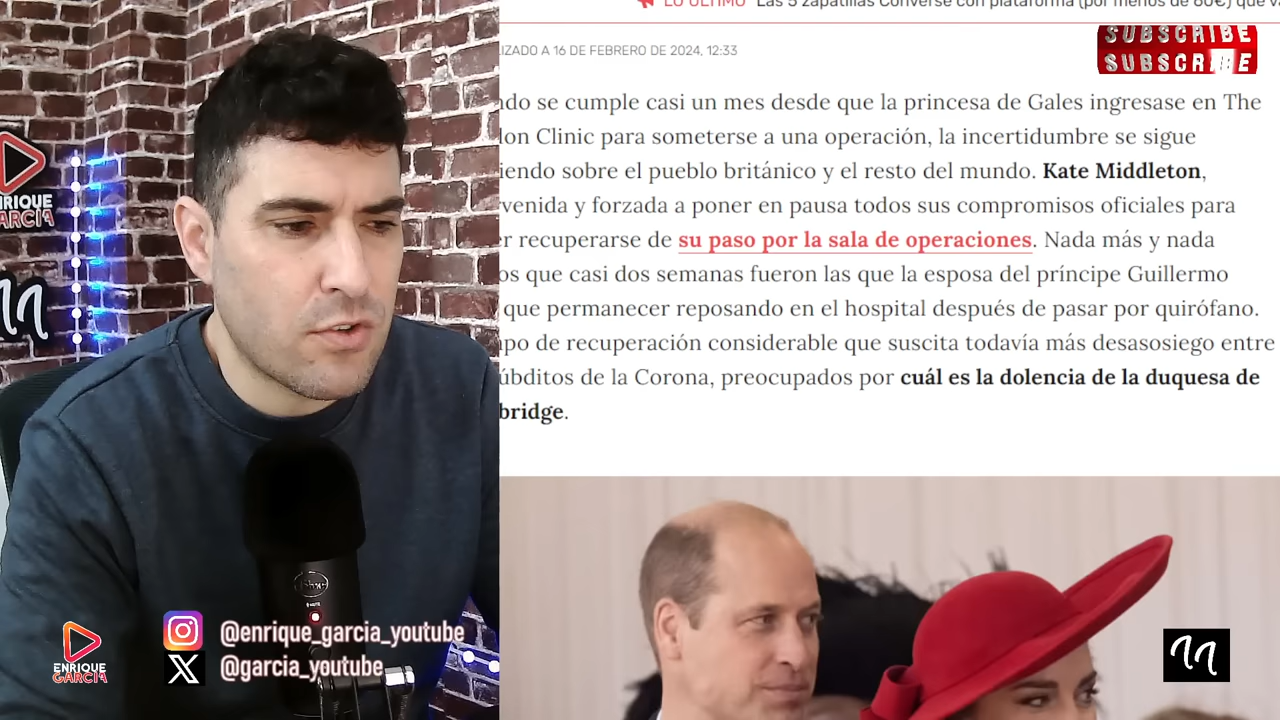 LO ÚLTIMO Las 5 zapatillas Converse con plataforma (por menos de 60€) que
IZADO A 16 DE FEBRERO DE 2024, 12:33
SUBSCRIBE
SUBSCRIBE
ndo se cumple casi un mes desde que la princesa de Gales ingresase en The
on Clinic para someterse a una operación, la incertidumbre se sigue
iendo sobre el pueblo británico y el resto del mundo. Kate Middleton,
venida y forzada a poner en pausa todos sus compromisos oficiales para
r recuperarse de su paso por la sala de operaciones. Nada más y nada
os que casi dos semanas fueron las que la esposa del príncipe Guillermo
que permanecer reposando en el hospital después de pasar por quirófano.
po de recuperación considerable que suscita todavía más desasosiego entre
úbditos de la Corona, preocupados por cuál es la dolencia de la duquesa de
bridge.
NRIQUE
GARCIA
@enrique_garcia_youtube
@garcia_youtube
ENRIQUE
GARCIA